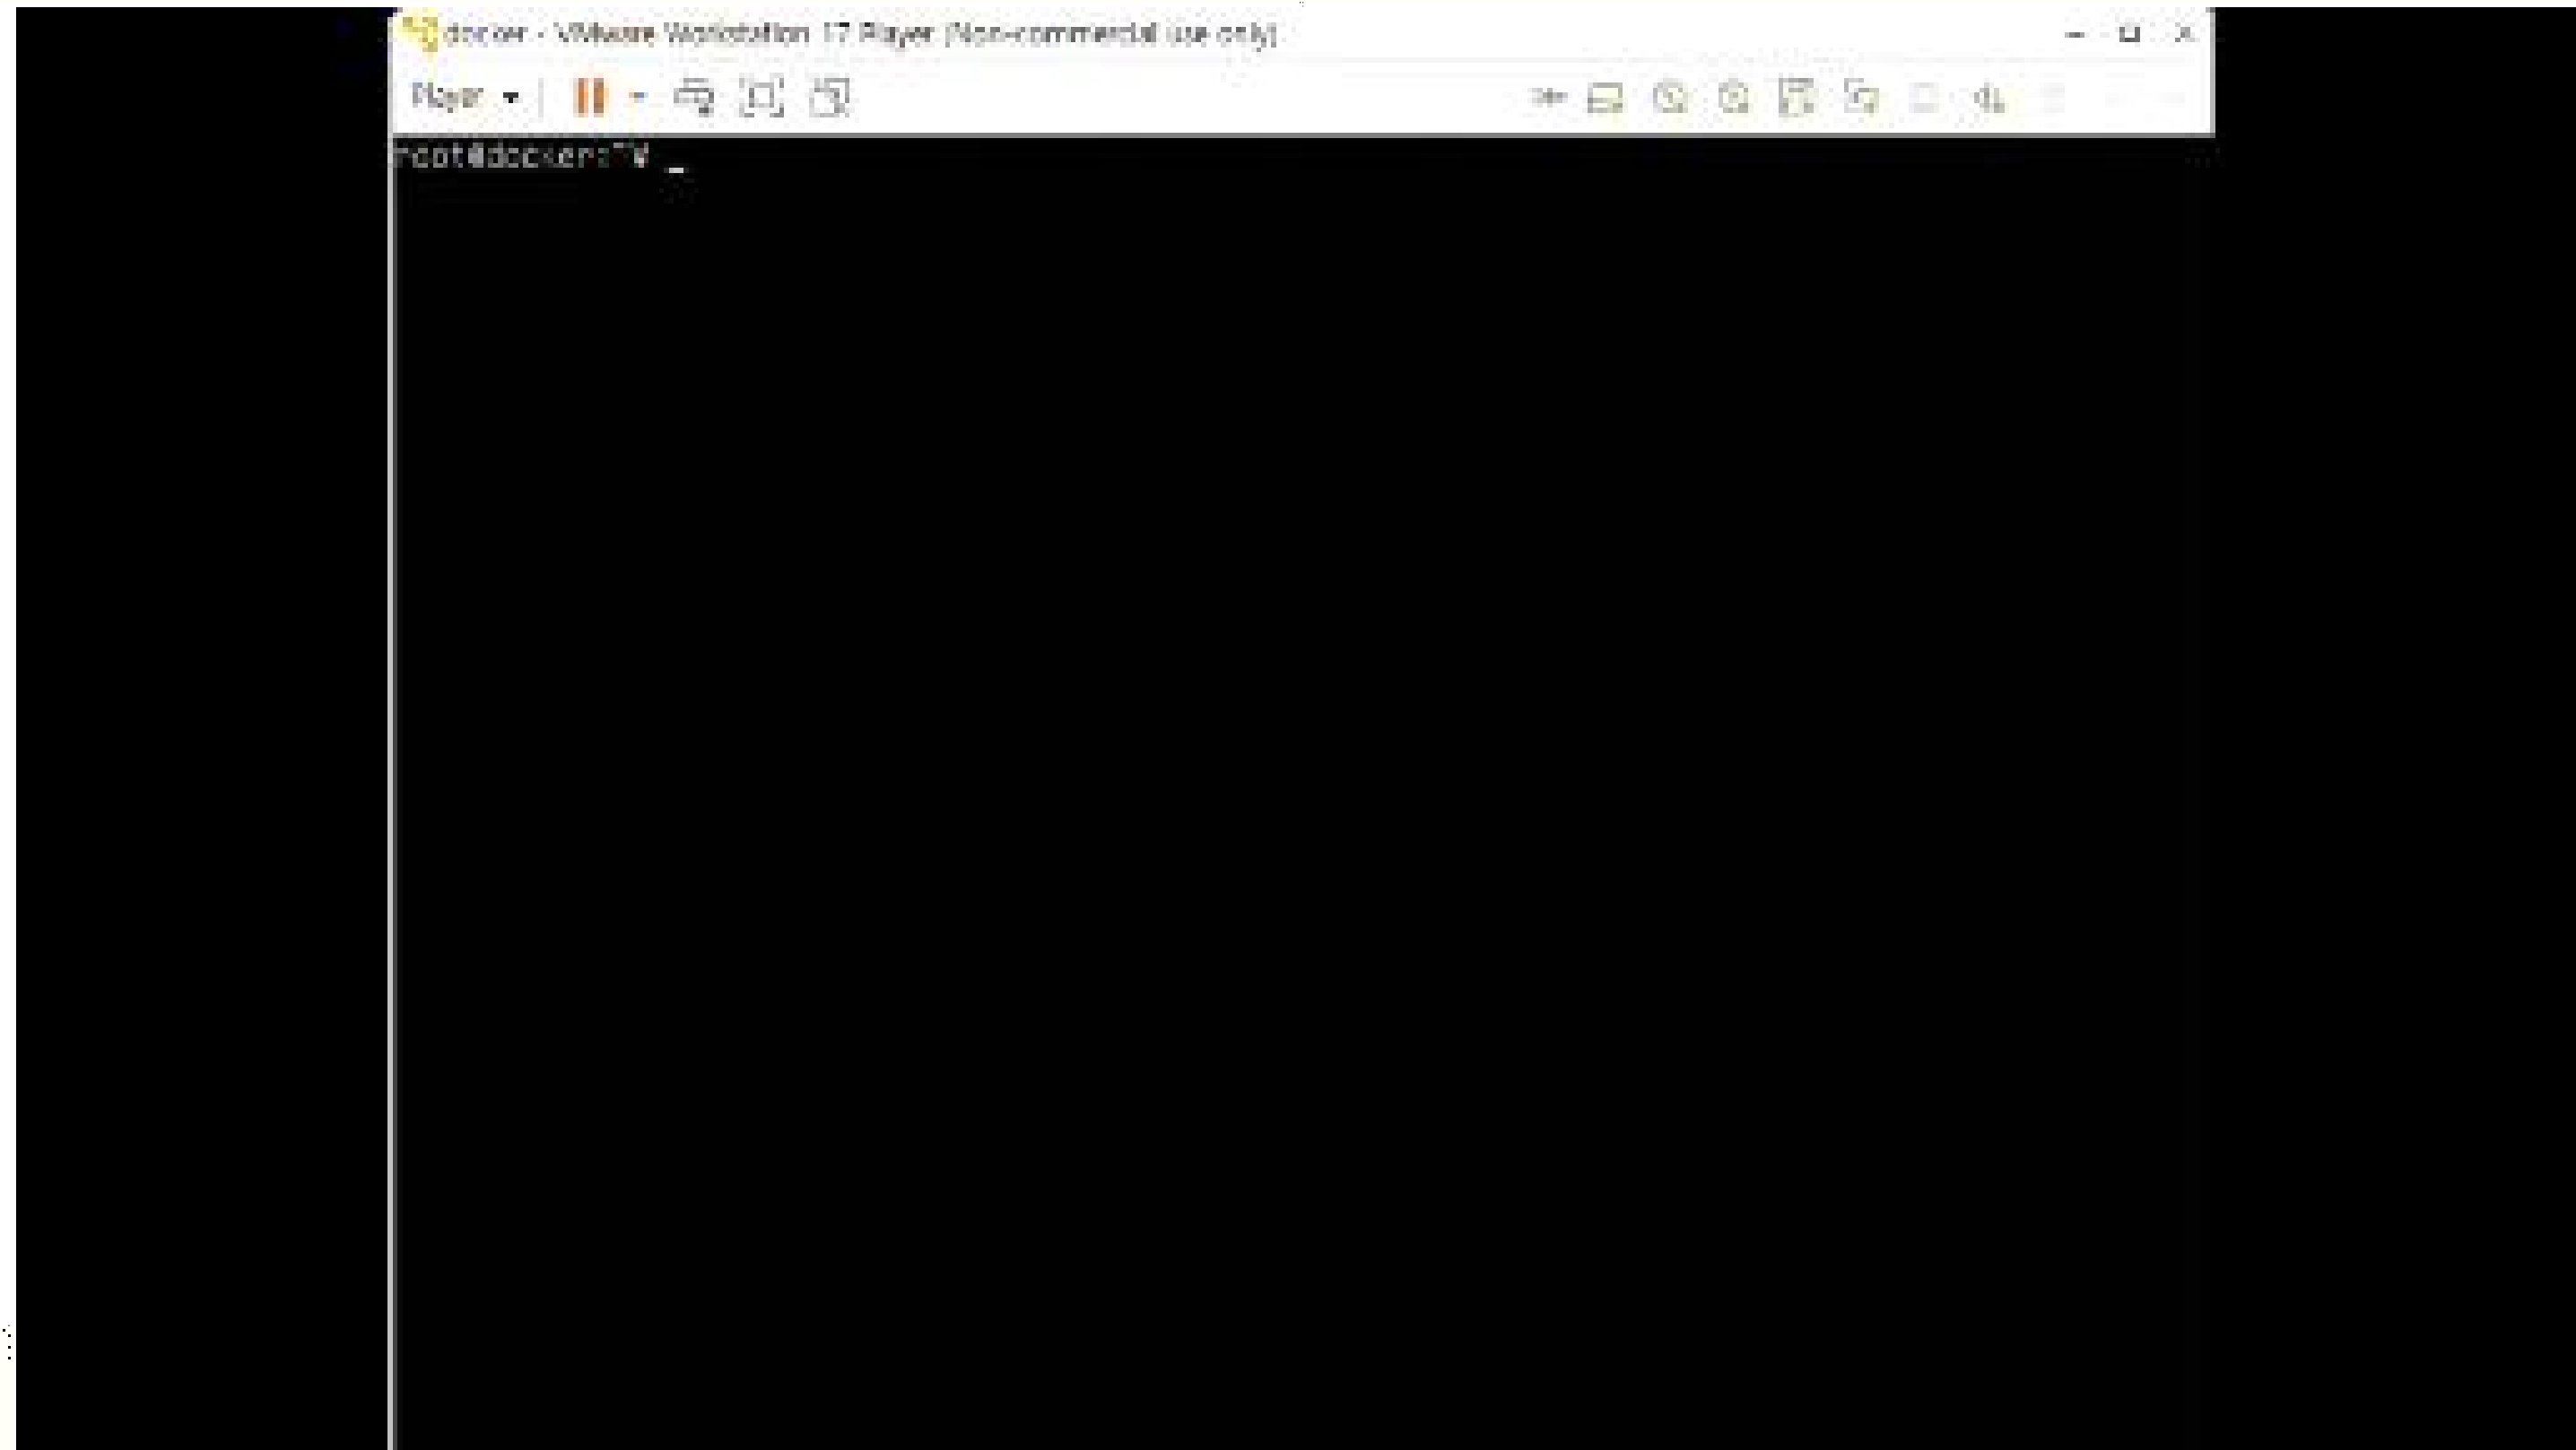 docker - VMware Workstation 17 Player (Non-commercial use only)
Player
root@docker:~#